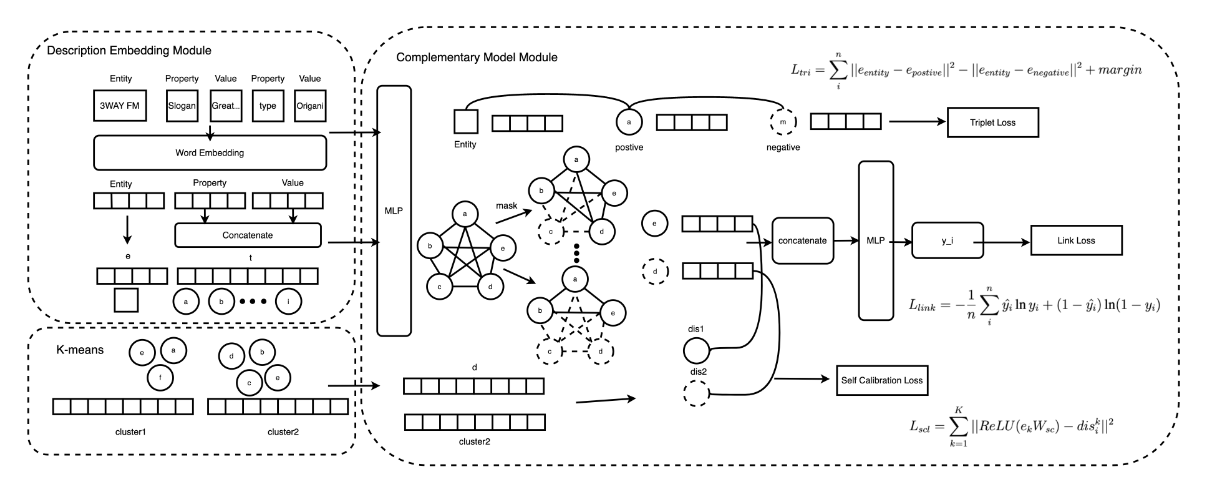 Description Embedding Module
Entity Property Value Property Value
3WAY FM Slogan Great... type Origani
Word Embedding
Entity Property Value
Concatenate
e t
a b i
K-means
e a f
d b c e
cluster1 cluster2
Complementary Model Module
MLP
L_{tri} = \sum_{i}^{n} ||e_{entity} - e_{postive}||^2 - ||e_{entity} - e_{negative}||^2 + margin
a m
Entity postive negative
Triplet Loss
a b e c d
mask
a b e c d
a b e c d
e
d
concatenate
MLP
y_i
Link Loss
L_{link} = -\frac{1}{n} \sum_{i}^{n} \hat{y_i} \ln y_i + (1 - \hat{y_i}) \ln(1 - y_i)
dis1
dis2
d
cluster2
Self Calibration Loss
L_{scl} = \sum_{k=1}^{K} ||ReLU(e_k W_{sc}) - dis_i^k||^2